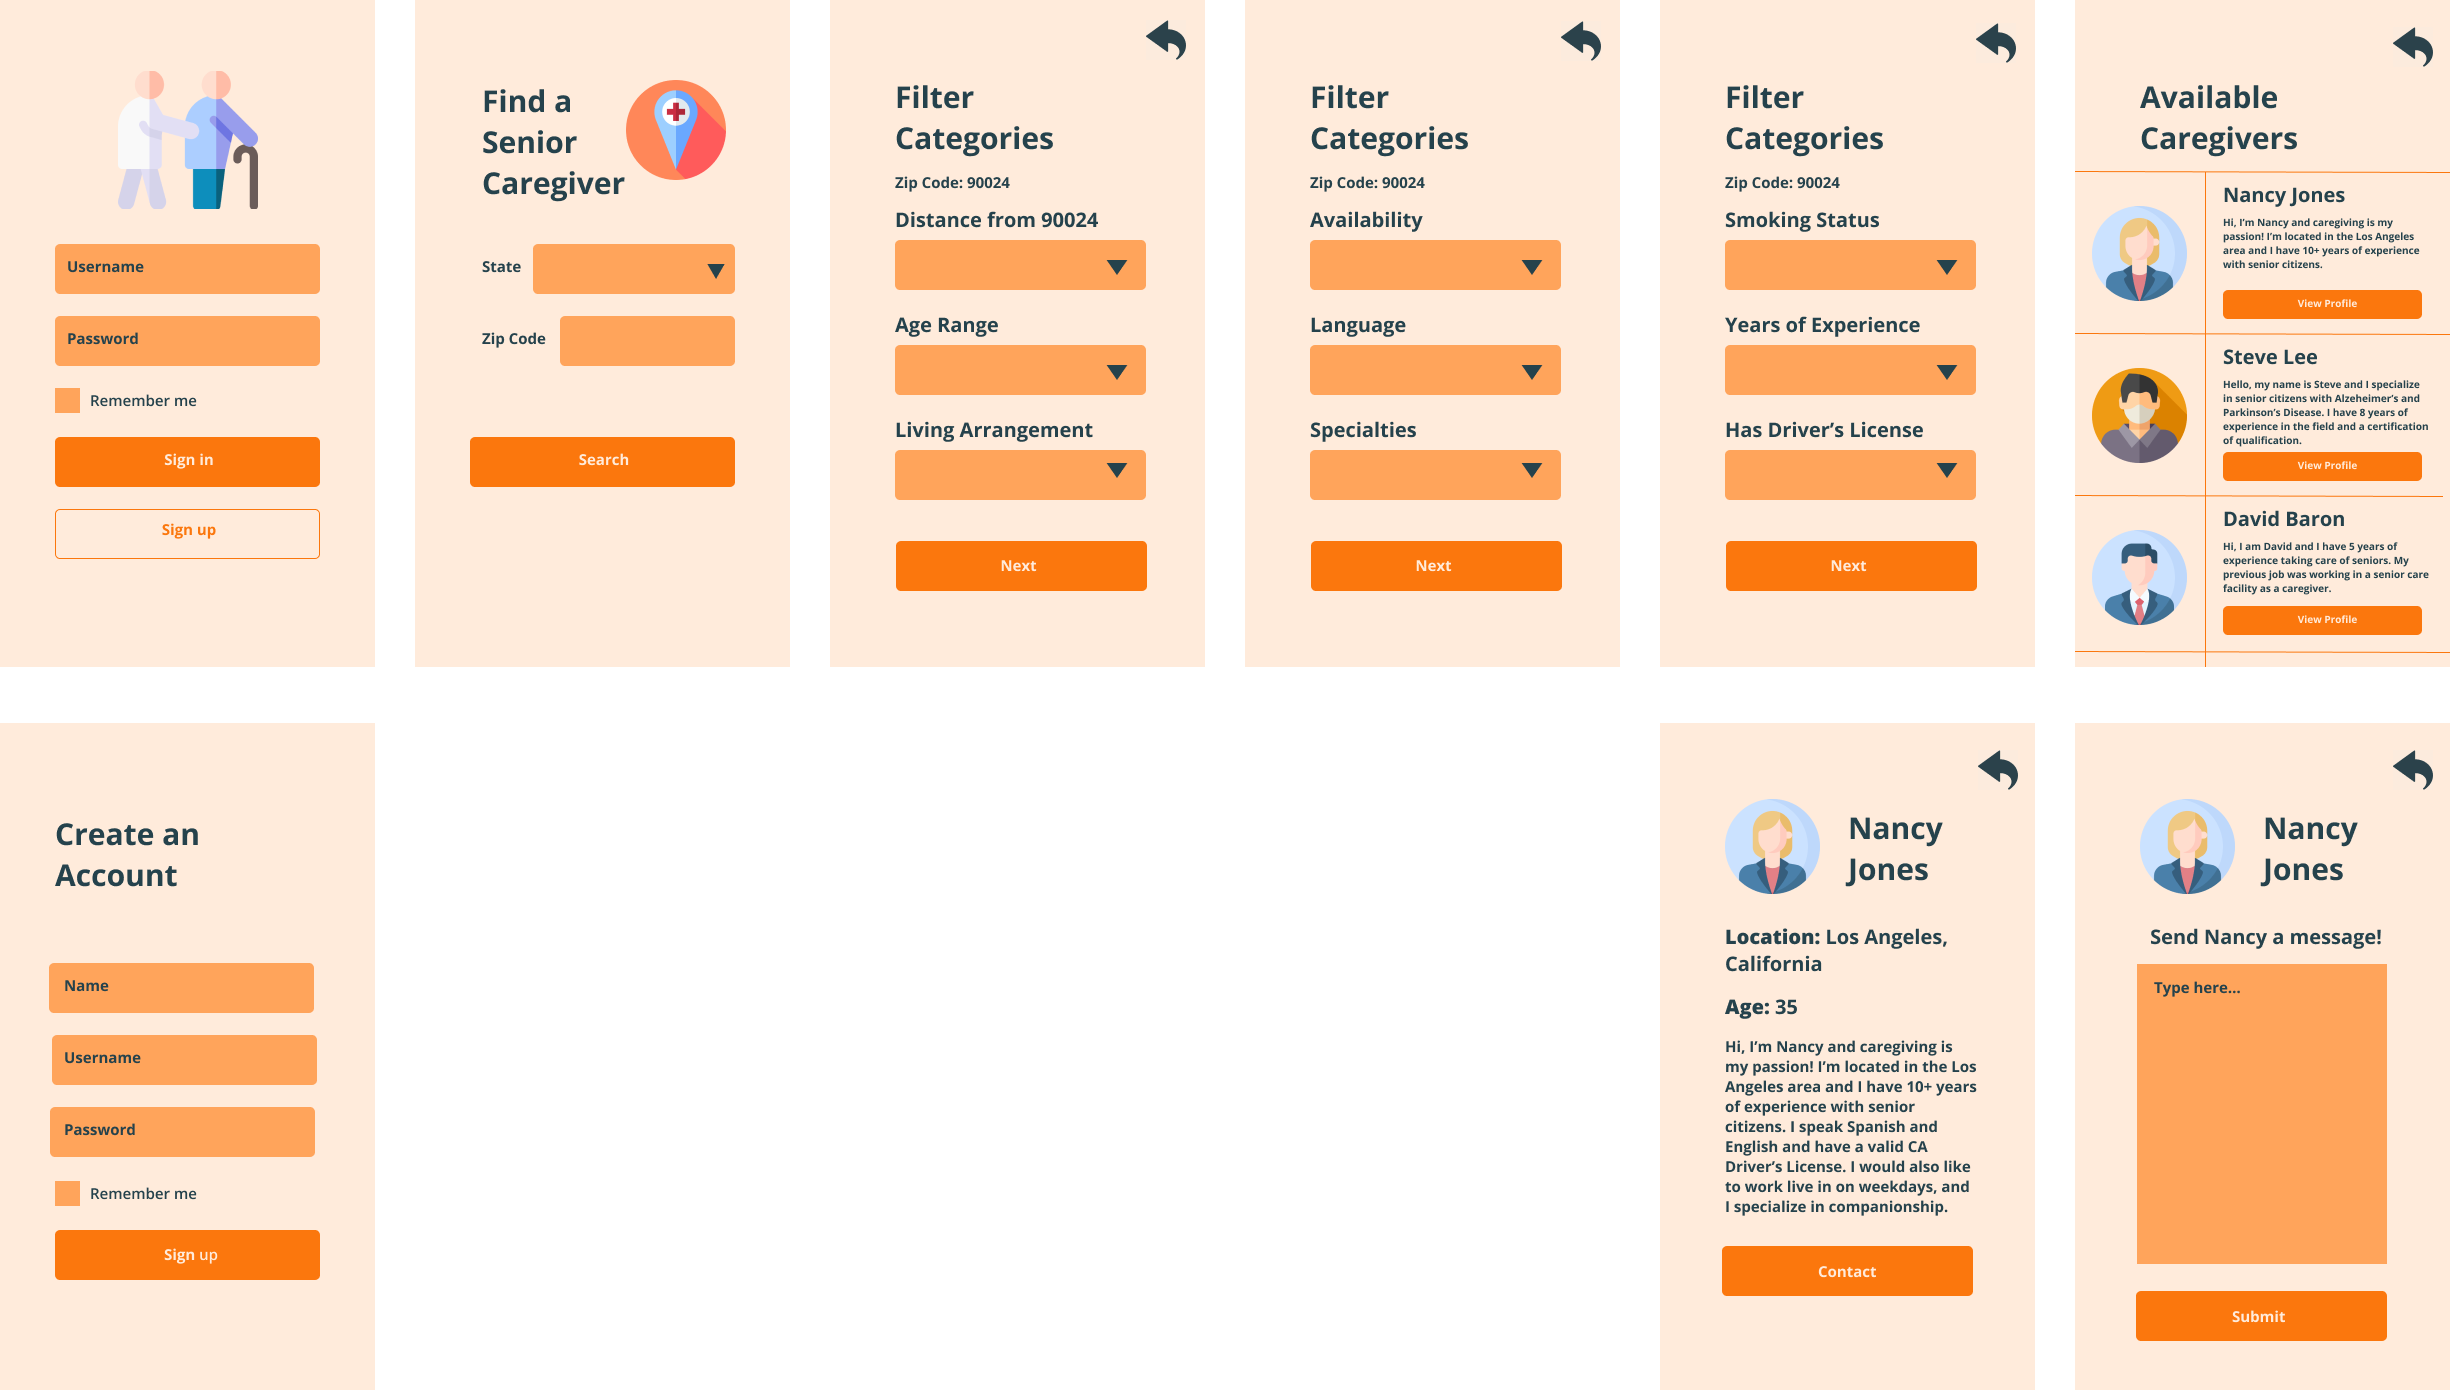 Username
Password
Remember me
Sign in
Sign up
Find a
Senior
Caregiver
State
Zip Code
Search
Filter
Categories
Zip Code: 90024
Distance from 90024
Age Range
Living Arrangement
Next
Filter
Categories
Zip Code: 90024
Availability
Language
Specialties
Next
Filter
Categories
Zip Code: 90024
Smoking Status
Years of Experience
Has Driver’s License
Next
Available
Caregivers
Nancy Jones
Hi, I’m Nancy and caregiving is my
passion! I’m located in the Los Angeles
area and I have 10+ years of experience
with senior citizens.
View Profile
Steve Lee
Hello, my name is Steve and I specialize
in senior citizens with Alzeheimer’s and
Parkinson’s Disease. I have 8 years of
experience in the field and a certification
of qualification.
View Profile
David Baron
Hi, I am David and I have 5 years of
experience taking care of seniors. My
previous job was working in a senior care
facility as a caregiver.
View Profile
Create an
Account
Name
Username
Password
Remember me
Sign up
Nancy
Jones
Location: Los Angeles,
California
Age: 35
Hi, I’m Nancy and caregiving is
my passion! I’m located in the Los
Angeles area and I have 10+ years
of experience with senior
citizens. I speak Spanish and
English and have a valid CA
Driver’s License. I would also like
to work live in on weekdays, and
I specialize in companionship.
Contact
Nancy
Jones
Send Nancy a message!
Type here...
Submit